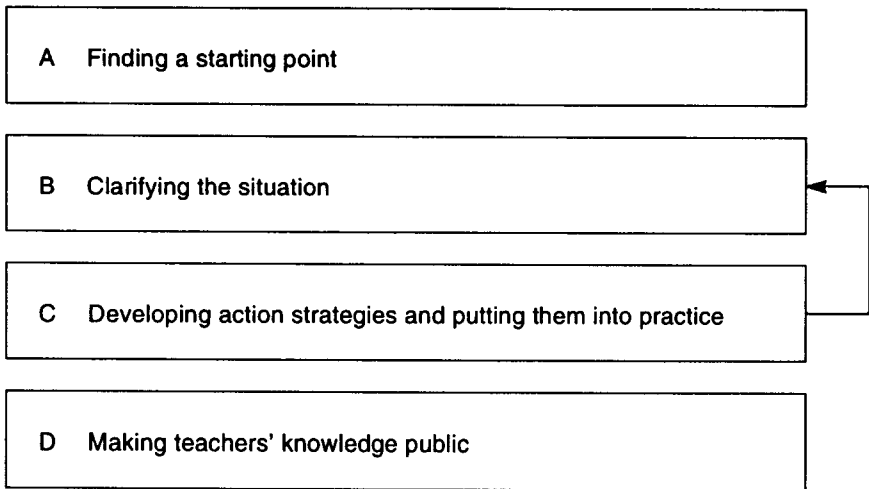 A Finding a starting point
B Clarifying the situation
C Developing action strategies and putting them into practice
D Making teachers' knowledge public